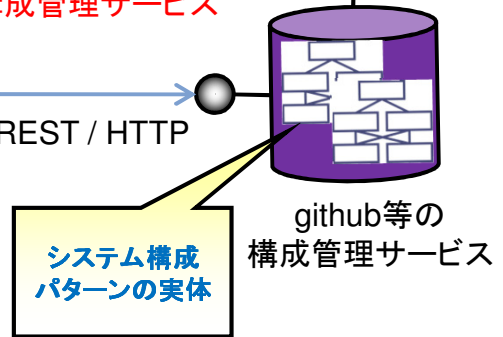 成管理サービス
REST / HTTP
github等の
構成管理サービス
システム構成
パターンの実体